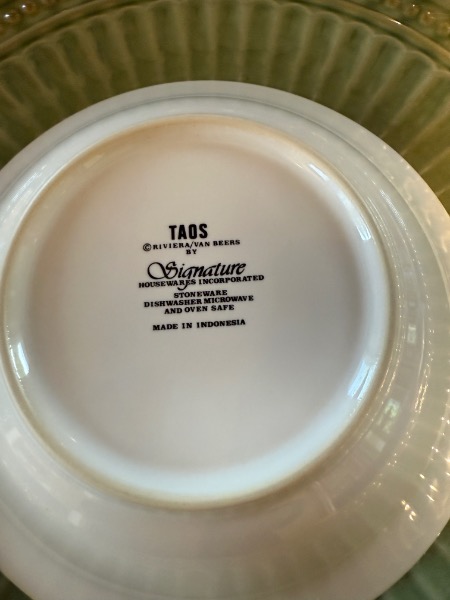 TAOS
©RIVIERA/VAN BEERS
BY
Signature
HOUSEWARES INCORPORATED
STONEWARE
DISHWASHER MICROWAVE
AND OVEN SAFE
MADE IN INDONESIA